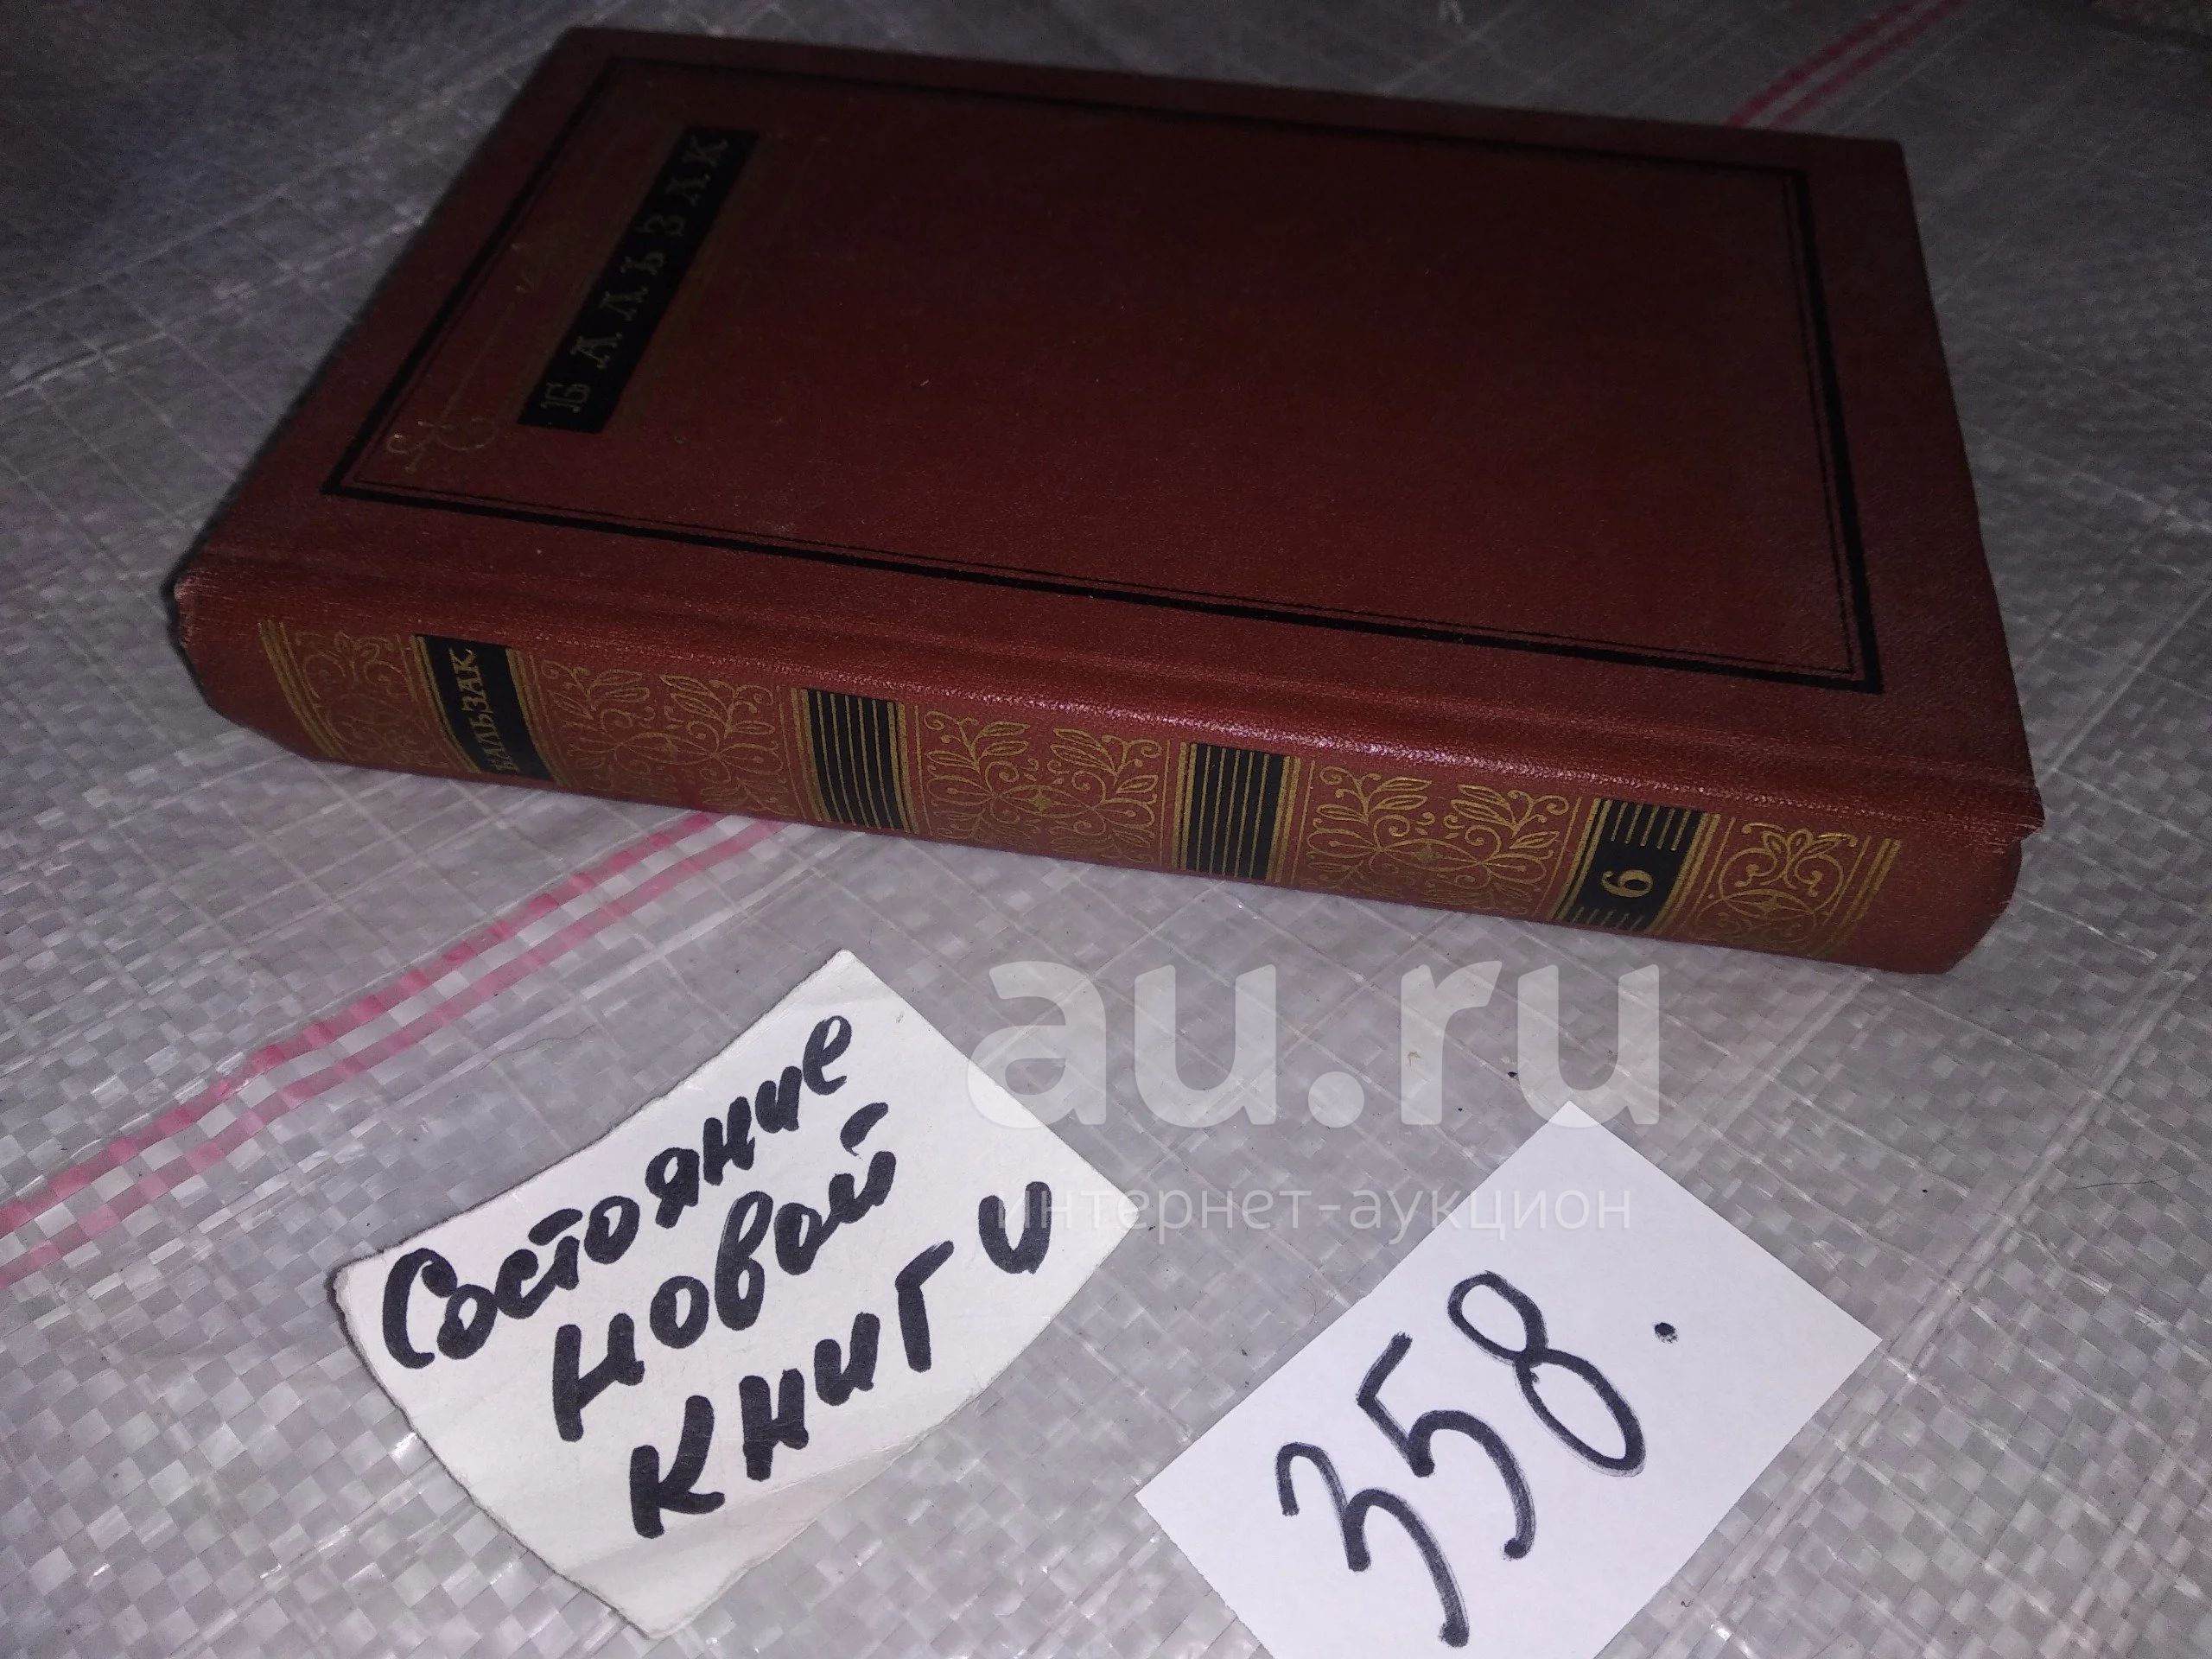 БАЛЬЗАК
БАЛЬЗАК
6
au.ru
интернет-аукцион
Состояние
новой
книги
358.